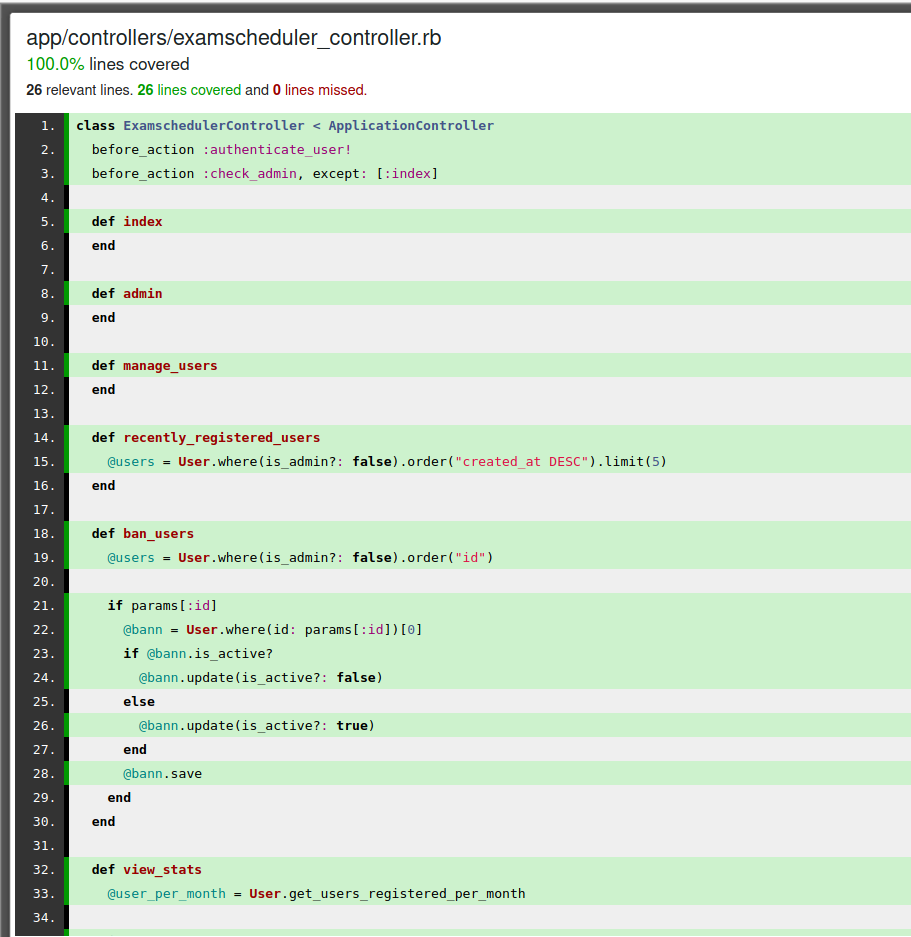 app/controllers/examscheduler_controller.rb
100.0% lines covered
26 relevant lines. 26 lines covered and 0 lines missed.
1. class ExamschedulerController < ApplicationController
2. before_action :authenticate_user!
3. before_action :check_admin, except: [:index]
4.
5. def index
6. end
7.
8. def admin
9. end
10.
11. def manage_users
12. end
13.
14. def recently_registered_users
15. @users = User.where(is_admin?: false).order("created_at DESC").limit(5)
16. end
17.
18. def ban_users
19. @users = User.where(is_admin?: false).order("id")
20.
21. if params[:id]
22. @bann = User.where(id: params[:id])[0]
23. if @bann.is_active?
24. @bann.update(is_active?: false)
25. else
26. @bann.update(is_active?: true)
27. end
28. @bann.save
29. end
30. end
31.
32. def view_stats
33. @user_per_month = User.get_users_registered_per_month
34.